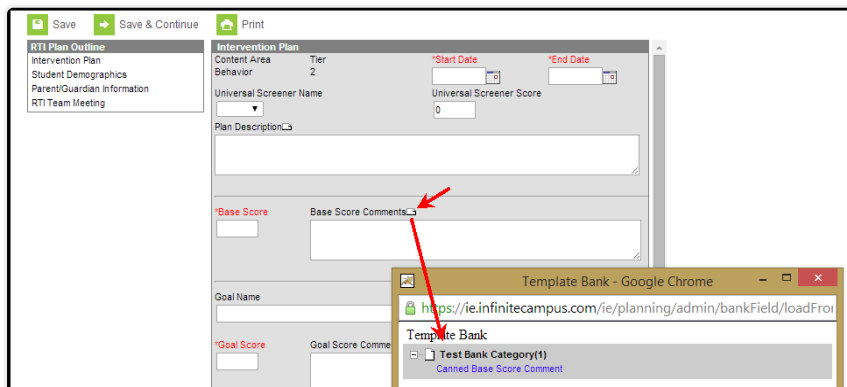 Save Save & Continue Print
RTI Plan Outline
Intervention Plan
Student Demographics
Parent/Guardian Information
RTI Team Meeting
Intervention Plan
Content Area Tier *Start Date *End Date
Behavior 2
Universal Screener Name Universal Screener Score
0
Plan Description
*Base Score Base Score Comments
Goal Name
*Goal Score Goal Score Comme
Template Bank - Google Chrome
https://ie.infinitecampus.com/ie/planning/admin/bankField/loadFro
Template Bank
Test Bank Category(1)
Canned Base Score Comment